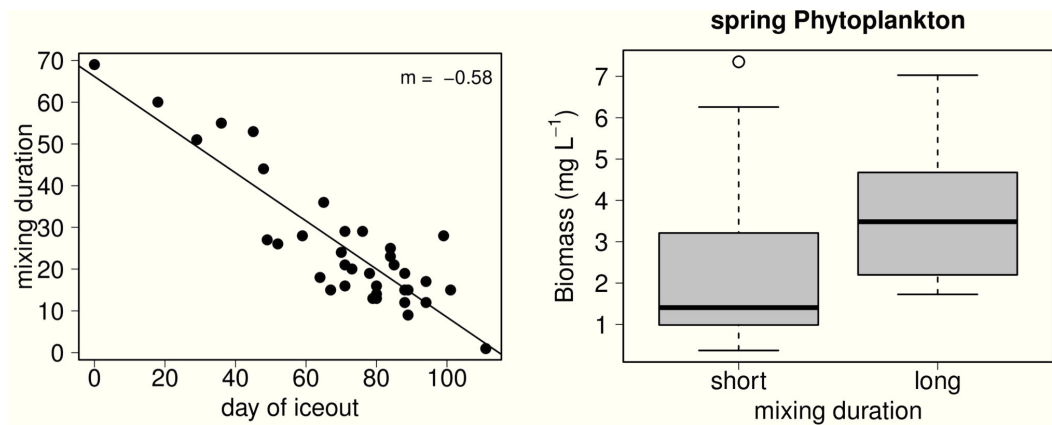 spring Phytoplankton
m = −0.58
mixing duration
70
60
50
40
30
20
10
0
0 20 40 60 80 100
day of iceout
Biomass (mg L⁻¹)
7
6
5
4
3
2
1
short long
mixing duration